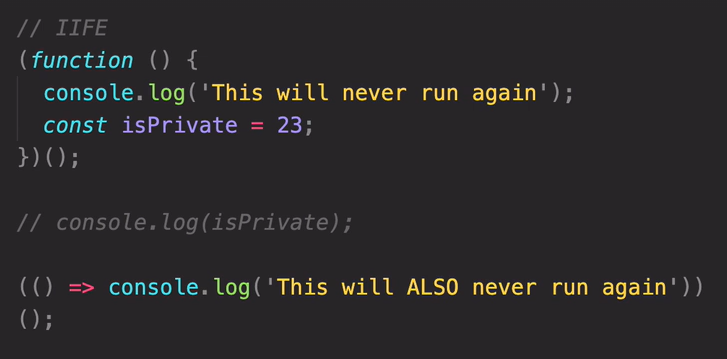 // IIFE
(function () {
  console.log('This will never run again');
  const isPrivate = 23;
})();
// console.log(isPrivate);
(() => console.log('This will ALSO never run again'))
();